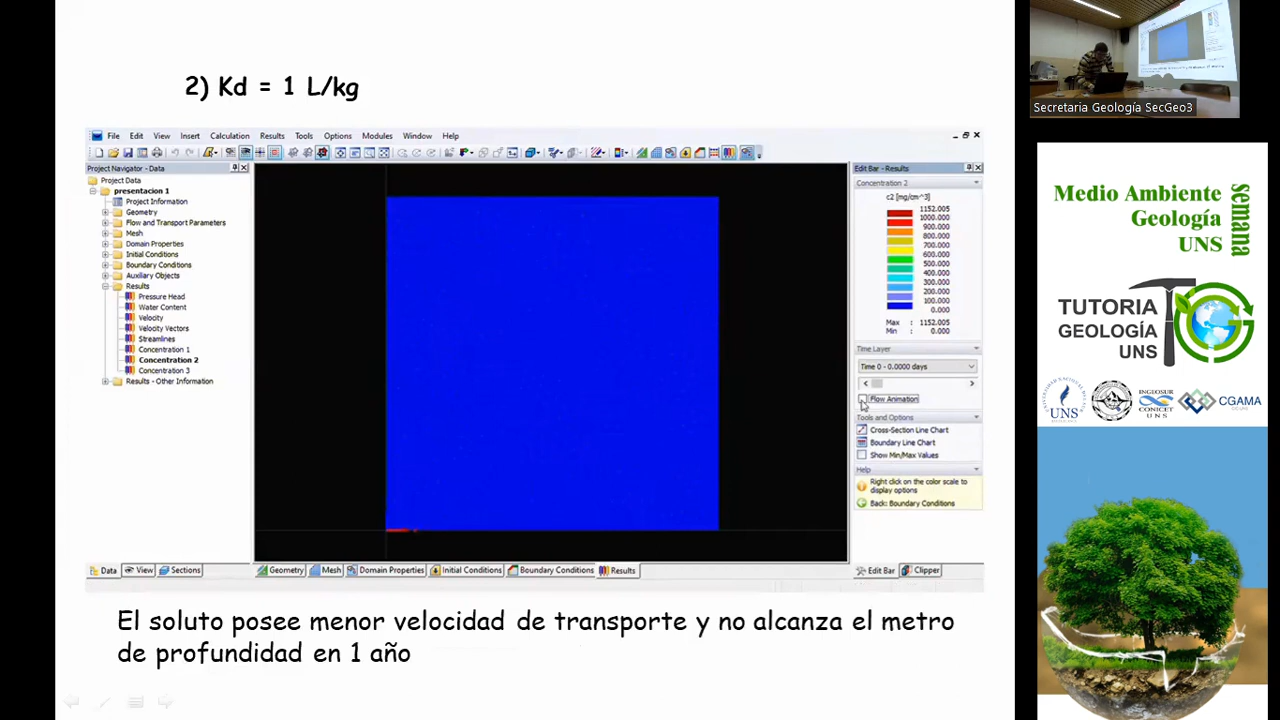 2) Kd = 1 L/kg
File Edit View Insert Calculation Results Tools Options Modules Window Help
Project Navigator - Data
Project Data
presentacion 1
Project Information
Geometry
Flow and Transport Parameters
Mesh
Domain Properties
Initial Conditions
Boundary Conditions
Auxiliary Objects
Results
Pressure Head
Water Content
Velocity
Velocity Vectors
Streamlines
Concentration 1
Concentration 2
Concentration 3
Results - Other Information
Data View Sections
Geometry Mesh Domain Properties Initial Conditions Boundary Conditions Results
Edit Bar - Results
Concentration 2
c2 [mg/cm^3]
1152.005
1000.000
900.000
800.000
700.000
600.000
500.000
400.000
300.000
200.000
100.000
0.000
Max : 1152.005
Min : 0.000
Time Layer
Time 0 - 0.0000 days
Flow Animation
Tools and Options
Cross-Section Line Chart
Boundary Line Chart
Show Min/Max Values
Help
Right click on the color scale to
display options
Back: Boundary Conditions
Edit Bar Clipper
El soluto posee menor velocidad de transporte y no alcanza el metro
de profundidad en 1 año
Secretaria Geología SecGeo3
Medio Ambiente
Geología
UNS
semana
TUTORIA
GEOLOGÍA
UNS
UNS
INGEOSUR
CONICET
UNS
CGAMA